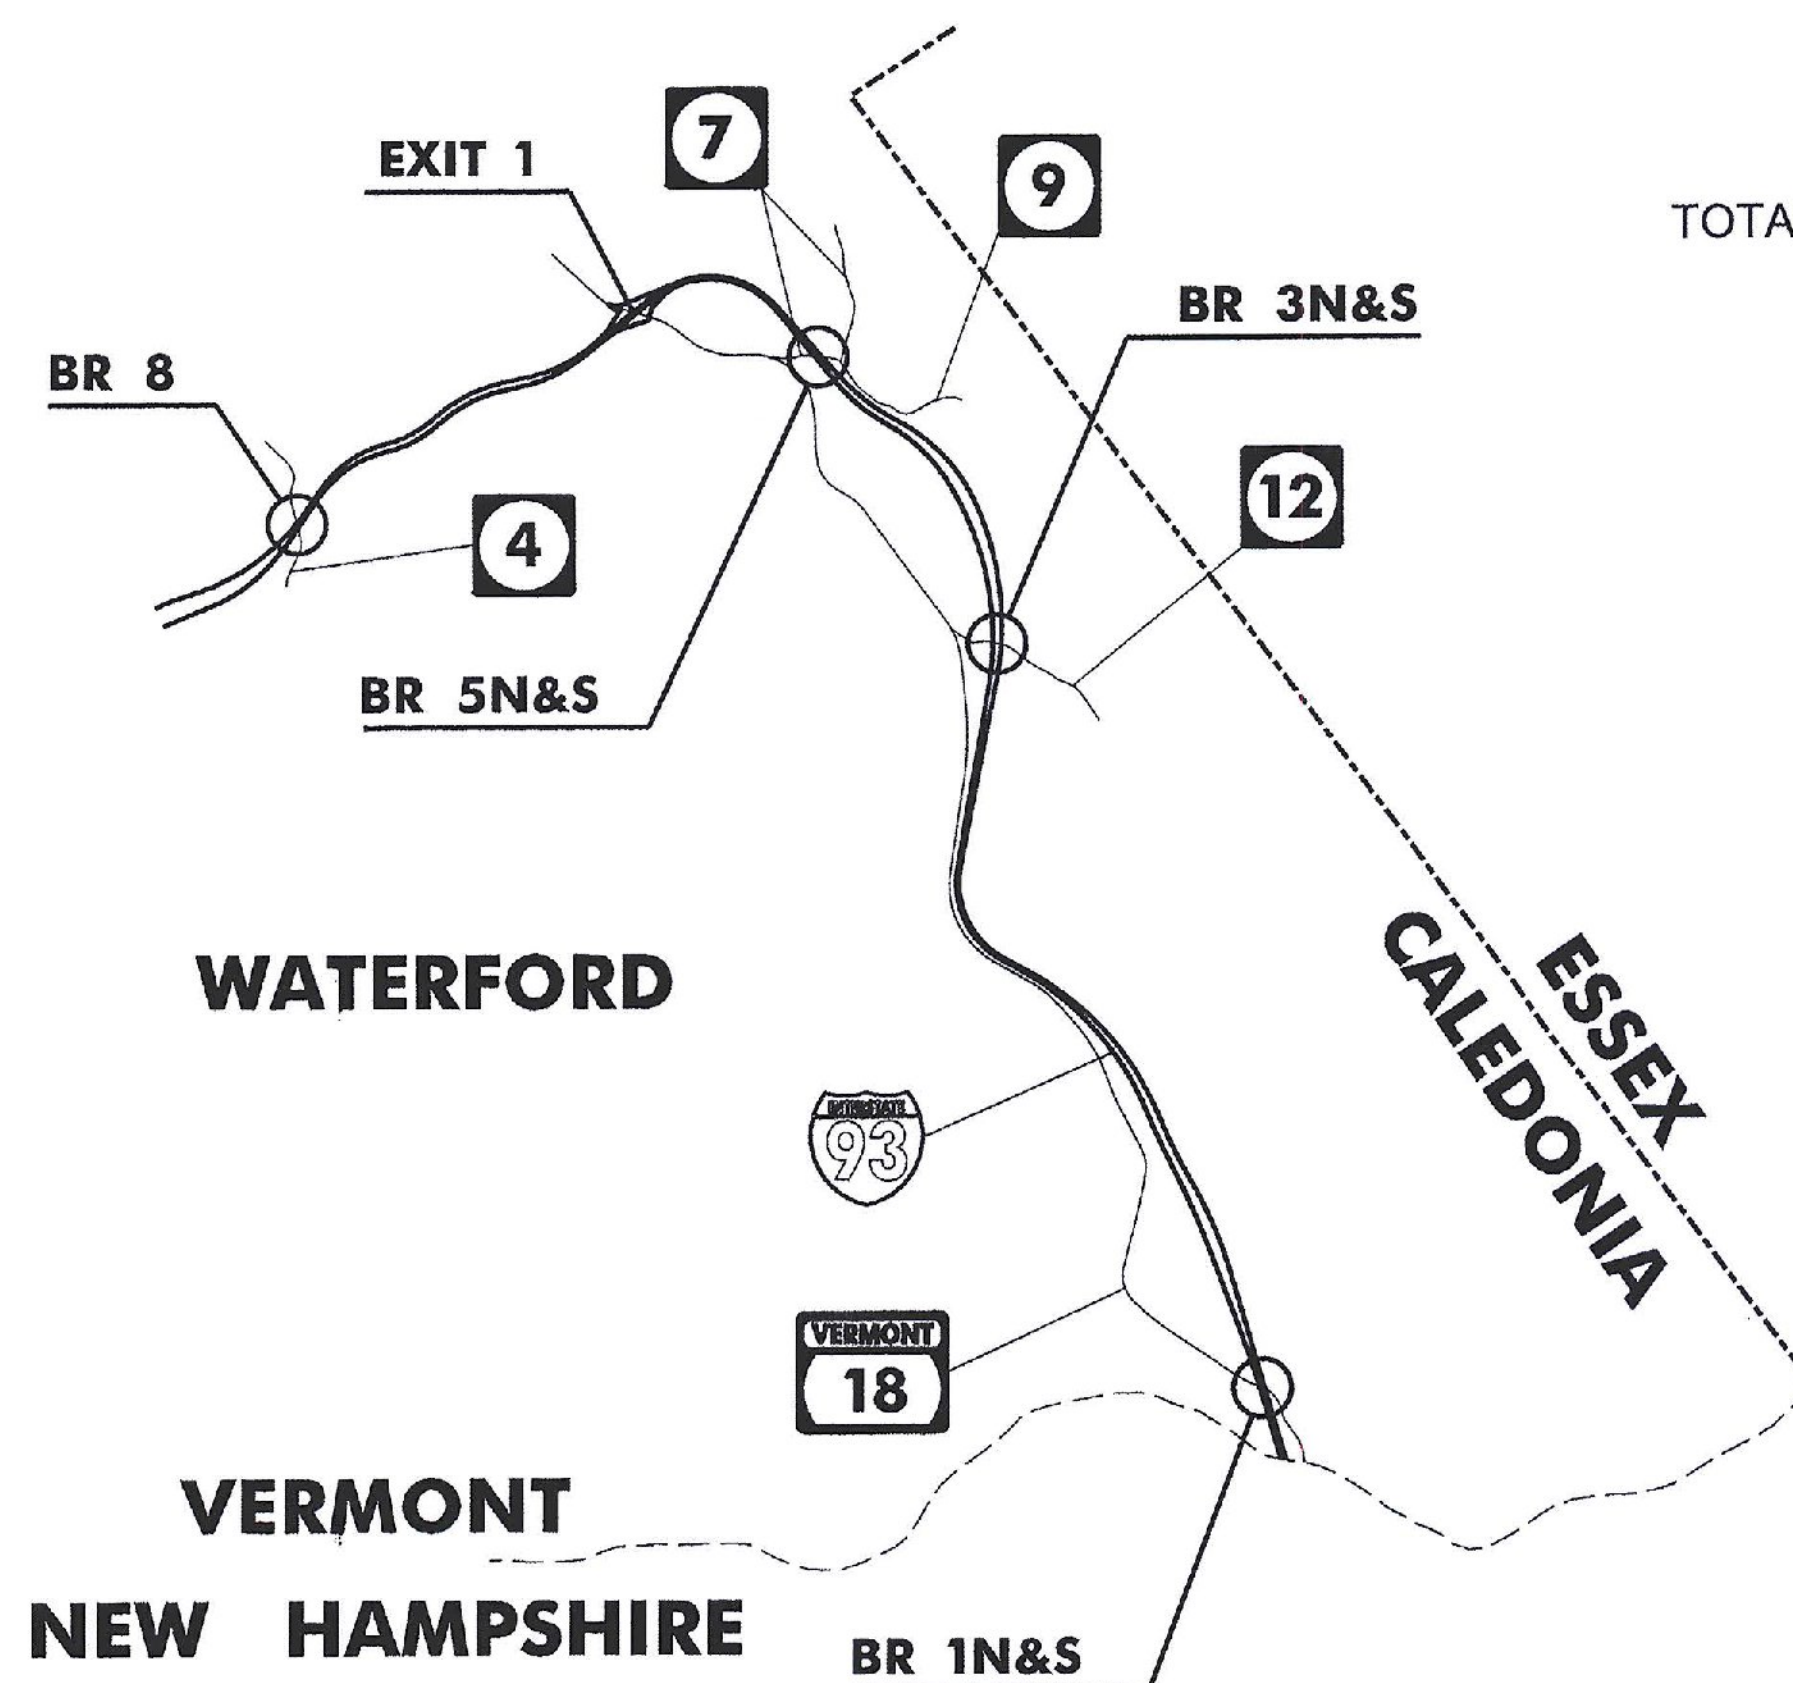 7
EXIT 1
9
TOTA
BR 3N&S
BR 8
12
4
BR 5N&S
WATERFORD
ESSEX
CALEDONIA
INTERSTATE
93
VERMONT
18
VERMONT
NEW HAMPSHIRE
BR 1N&S